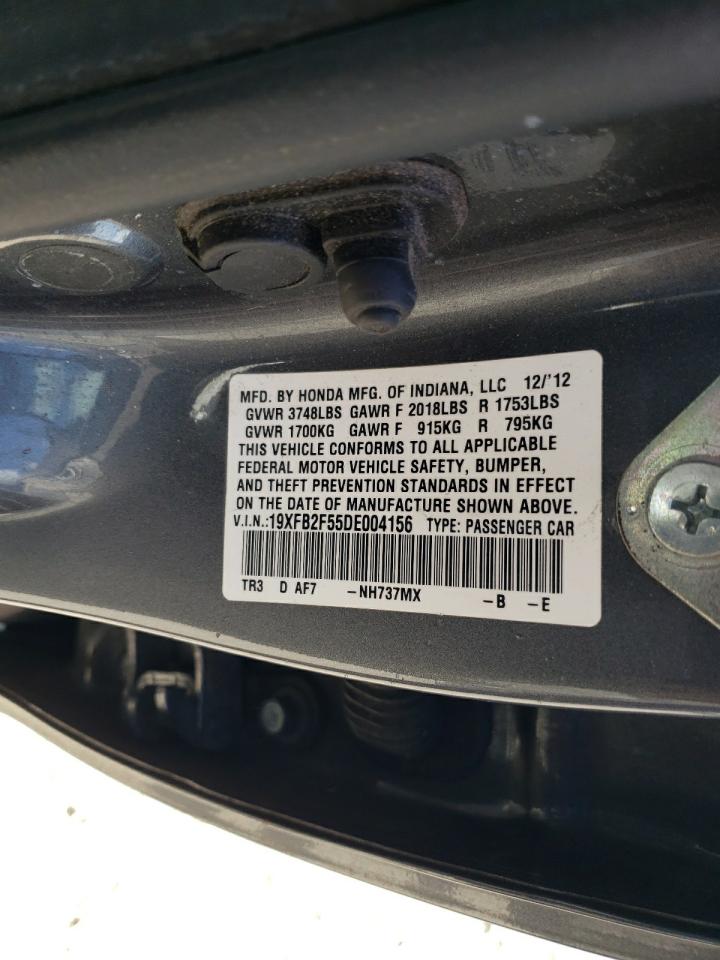 MFD. BY HONDA MFG. OF INDIANA, LLC 12/'12
GVWR 3748LBS GAWR F 2018LBS R 1753LBS
GVWR 1700KG GAWR F 915KG R 795KG
THIS VEHICLE CONFORMS TO ALL APPLICABLE
FEDERAL MOTOR VEHICLE SAFETY, BUMPER,
AND THEFT PREVENTION STANDARDS IN EFFECT
ON THE DATE OF MANUFACTURE SHOWN ABOVE.
V.I.N.:19XFB2F55DE004156 TYPE: PASSENGER CAR
TR3 D AF7 -NH737MX -B -E